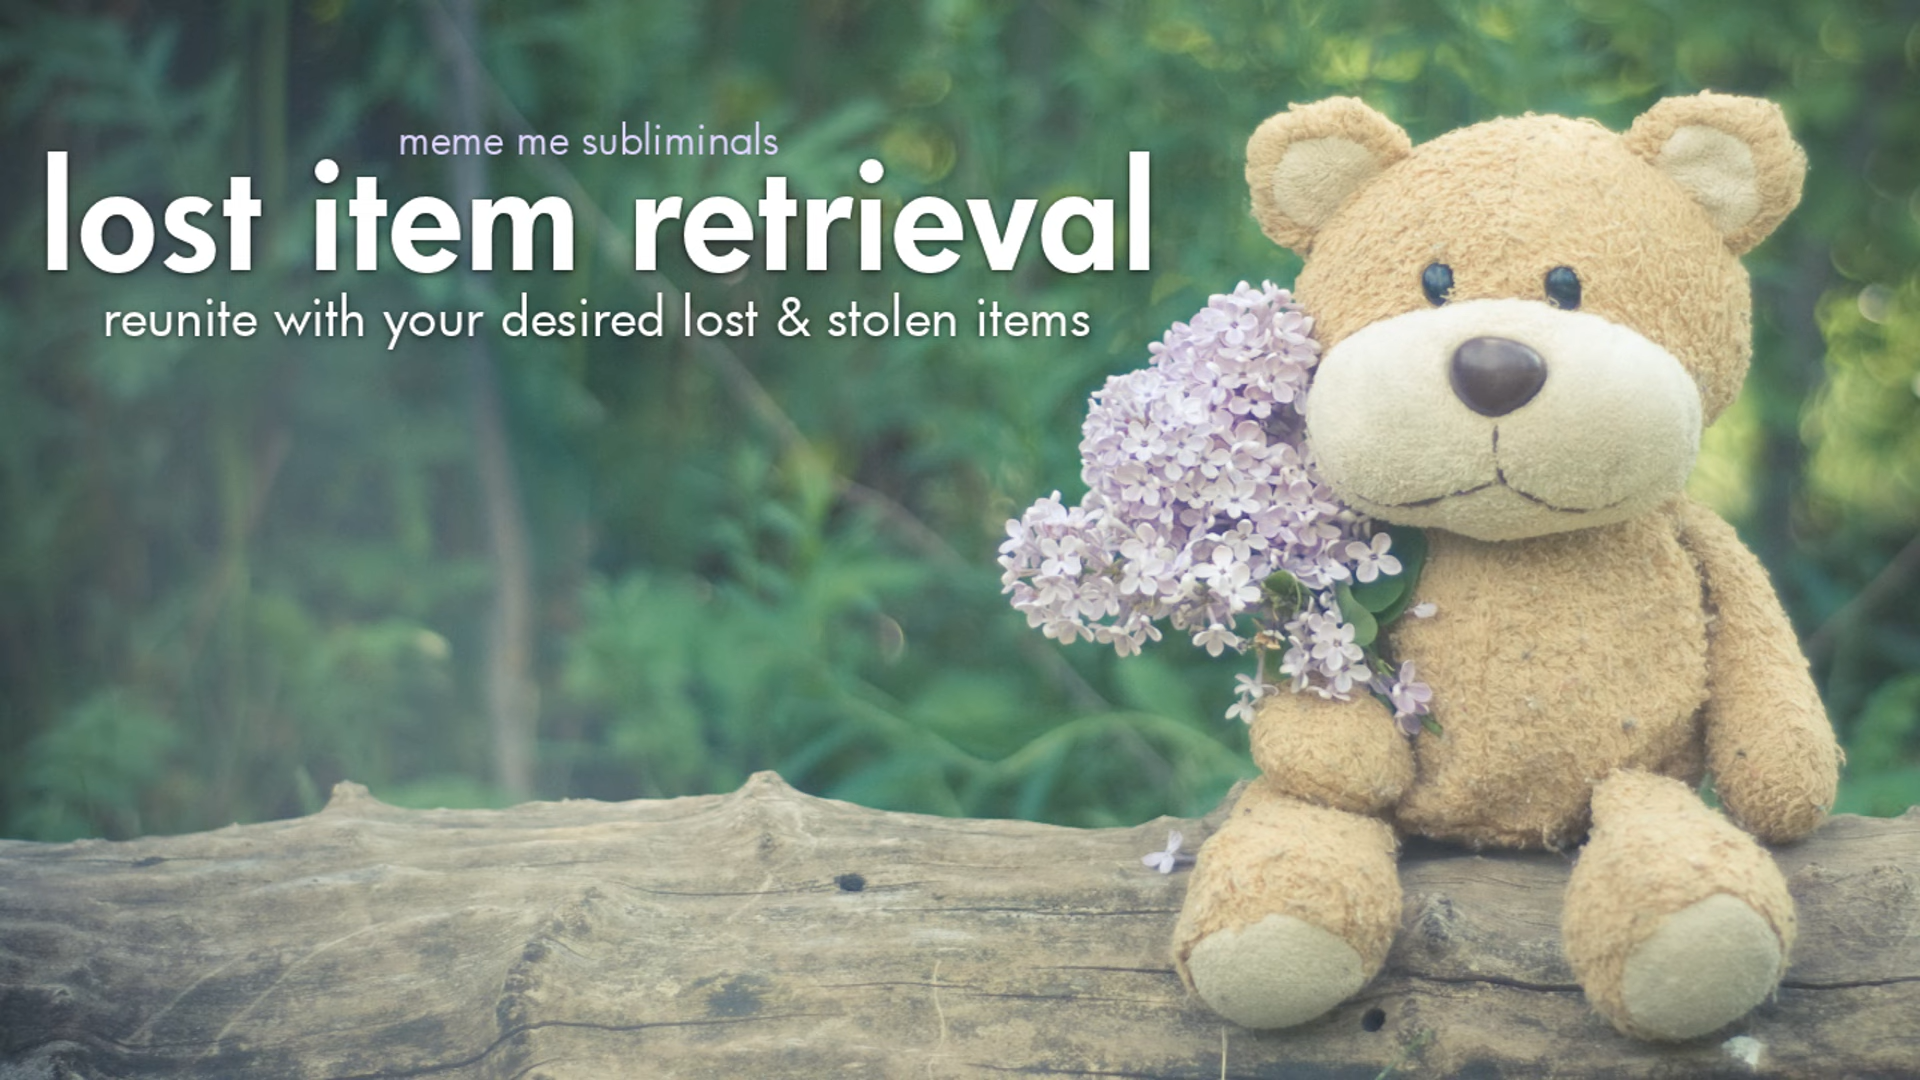 meme me subliminals
lost item retrieval
reunite with your desired lost & stolen items